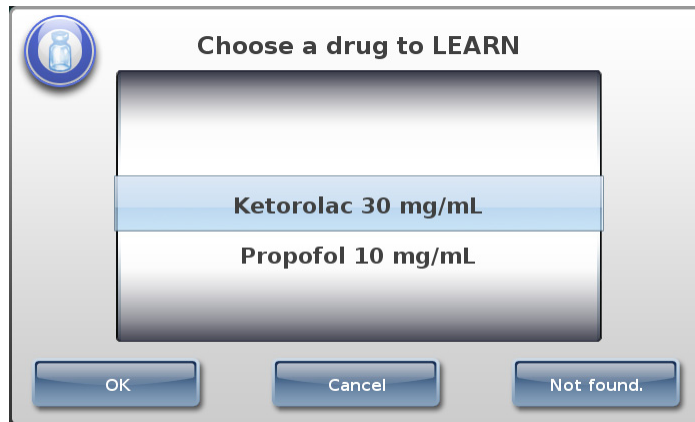 Choose a drug to LEARN
Ketorolac 30 mg/mL
Propofol 10 mg/mL
OK
Cancel
Not found.